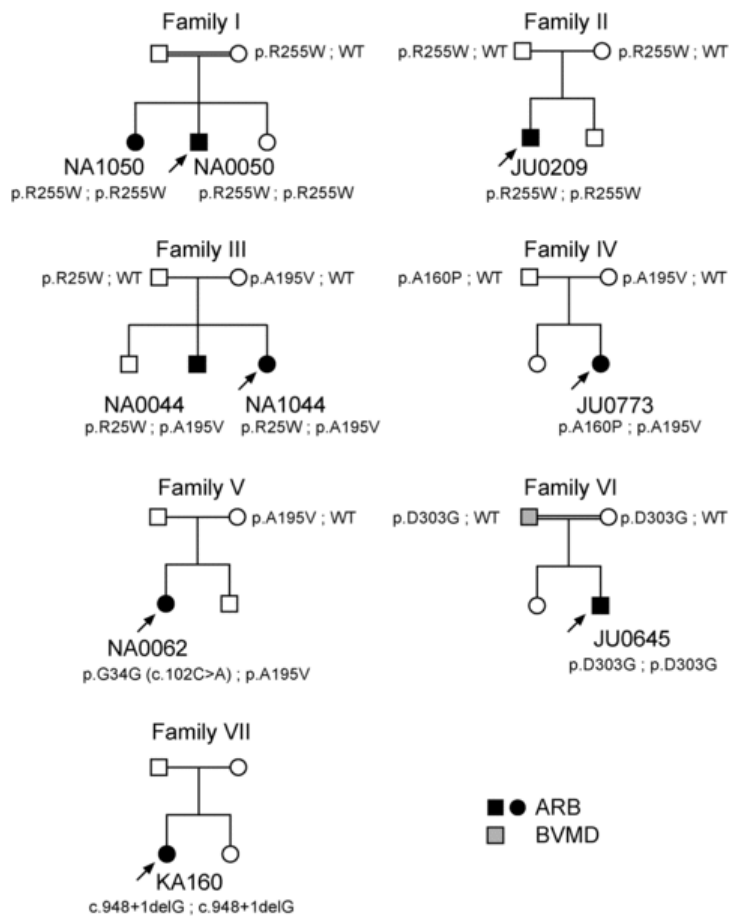 Family I
p.R255W ; WT
NA1050
NA0050
p.R255W ; p.R255W
p.R255W ; p.R255W
Family II
p.R255W ; WT
p.R255W ; WT
JU0209
p.R255W ; p.R255W
Family III
p.R25W ; WT
p.A195V ; WT
NA0044
NA1044
p.R25W ; p.A195V
p.R25W ; p.A195V
Family IV
p.A160P ; WT
p.A195V ; WT
JU0773
p.A160P ; p.A195V
Family V
p.A195V ; WT
NA0062
p.G34G (c.102C>A) ; p.A195V
Family VI
p.D303G ; WT
p.D303G ; WT
JU0645
p.D303G ; p.D303G
Family VII
KA160
c.948+1delG ; c.948+1delG
ARB
BVMD